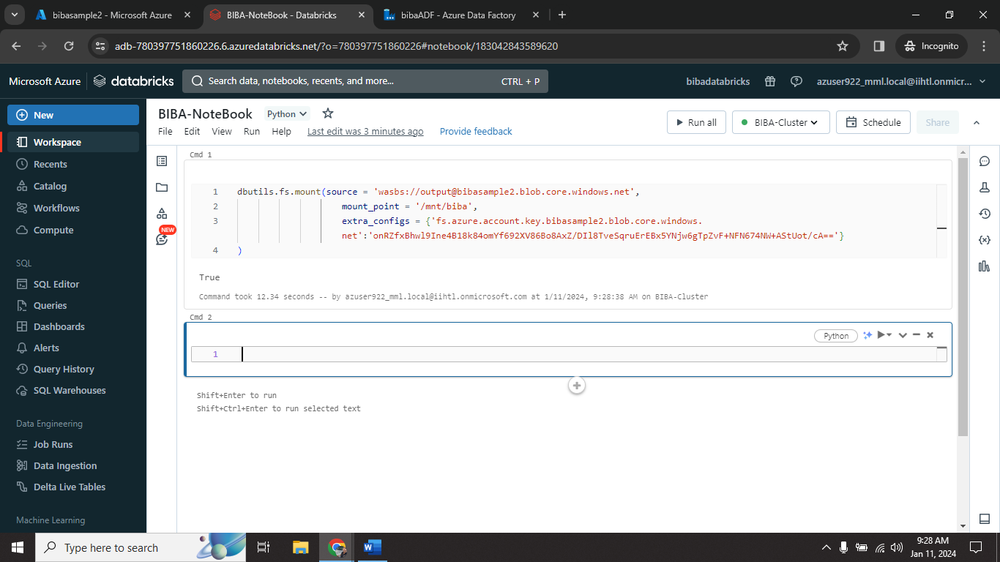 bibasample2 - Microsoft Azure
BIBA-NoteBook - Databricks
bibaADF - Azure Data Factory
adb-780397751860226.6.azuredatabricks.net/?o=780397751860226#notebook/183042843589620
Incognito
Microsoft Azure
databricks
Search data, notebooks, recents, and more...
CTRL + P
bibadatabricks
azuser922_mml.local@iihtl.onmicr...
New
Workspace
Recents
Catalog
Workflows
Compute
SQL
SQL Editor
Queries
Dashboards
Alerts
Query History
SQL Warehouses
Data Engineering
Job Runs
Data Ingestion
Delta Live Tables
Machine Learning
BIBA-NoteBook
Python
File Edit View Run Help Last edit was 3 minutes ago Provide feedback
Run all
BIBA-Cluster
Schedule
Share
NEW
Cmd 1
1 dbutils.fs.mount(source = 'wasbs://output@bibasample2.blob.core.windows.net',
2 mount_point = '/mnt/biba',
3 extra_configs = {'fs.azure.account.key.bibasample2.blob.core.windows.
net':'onRZfxBhwl9Ine4B18k84omYf692XV86Bo8AxZ/DIl8TveSqruErEBx5YNjw6gTpZvF+NFN674NW+AStUot/cA=='}
4 )
True
Command took 12.34 seconds -- by azuser922_mml.local@iihtl.onmicrosoft.com at 1/11/2024, 9:28:38 AM on BIBA-Cluster
Cmd 2
Python
1
Shift+Enter to run
Shift+Ctrl+Enter to run selected text
Type here to search
9:28 AM
Jan 11, 2024